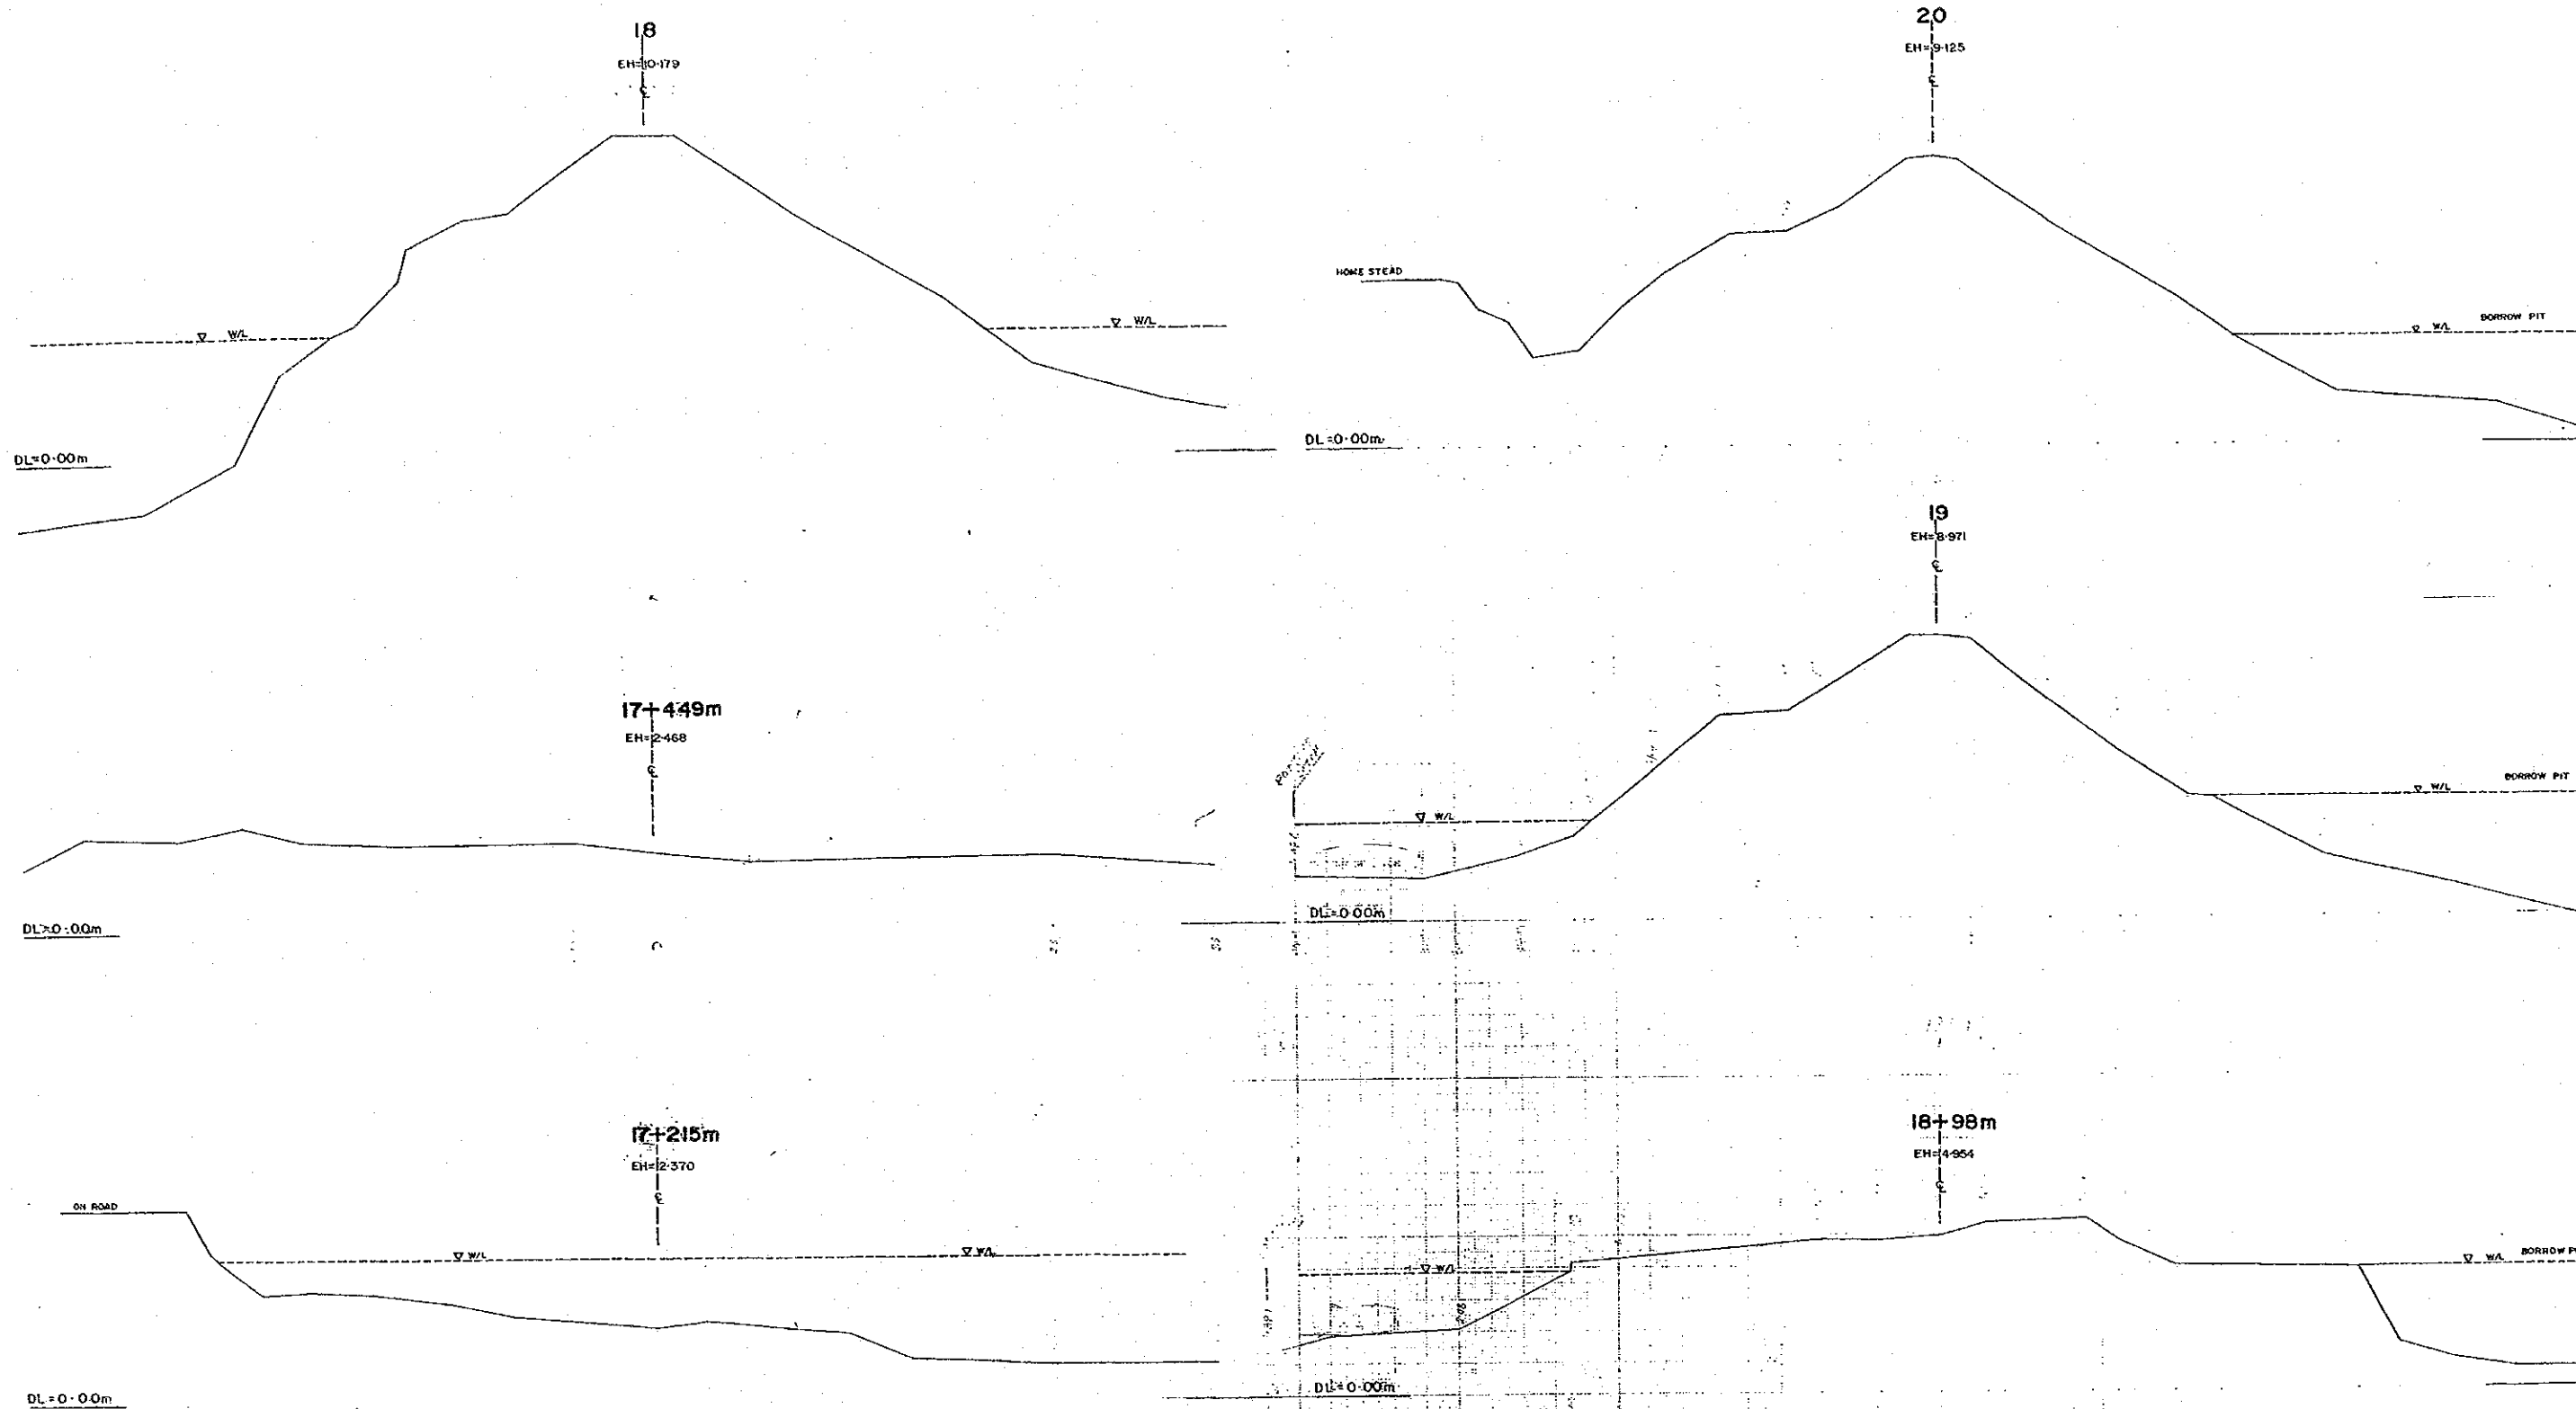 18
EH=10·179
℄
W/L
W/L
DL=0·00m
20
EH=9·125
℄
HOME STEAD
W/L
BORROW PIT
DL=0·00m
17+449m
EH=2·468
℄
DL=0·00m
19
EH=8·971
℄
W/L
W/L
BORROW PIT
DL=0·00m
17+215m
EH=2·370
℄
ON ROAD
W/L
W/L
DL=0·00m
18+98m
EH=4·954
℄
W/L
W/L
BORROW P
DL=0·00m